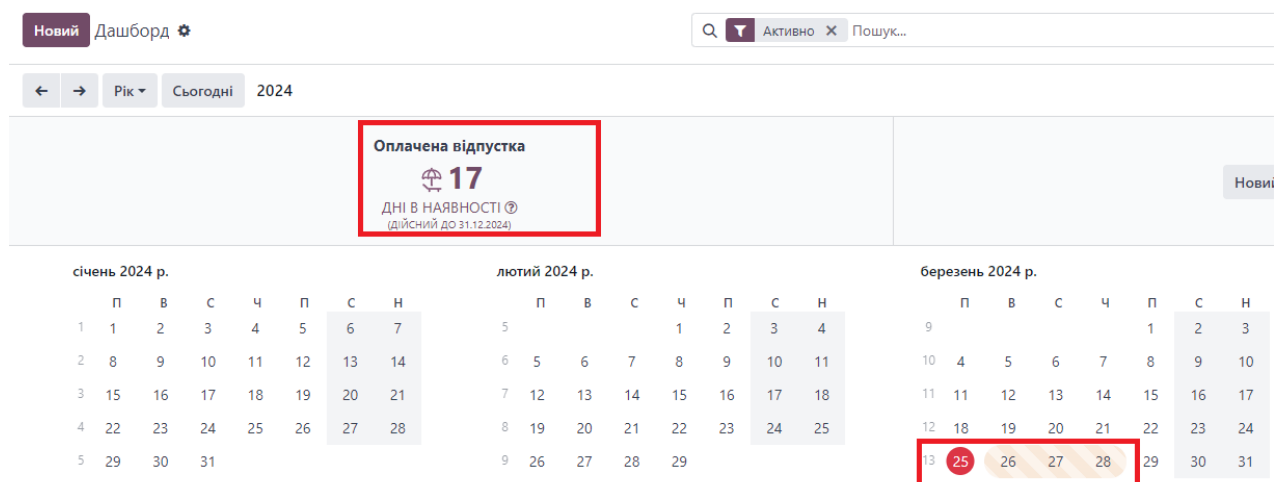 Новий Дашборд Активно Пошук...
Рік Сьогодні 2024
Оплачена відпустка
17
ДНІ В НАЯВНОСТІ
(ДІЙСНИЙ ДО 31.12.2024)
Новий
січень 2024 р.
П В С Ч П С Н
1 1 2 3 4 5 6 7
2 8 9 10 11 12 13 14
3 15 16 17 18 19 20 21
4 22 23 24 25 26 27 28
5 29 30 31
лютий 2024 р.
П В С Ч П С Н
5 1 2 3 4
6 5 6 7 8 9 10 11
7 12 13 14 15 16 17 18
8 19 20 21 22 23 24 25
9 26 27 28 29
березень 2024 р.
П В С Ч П С Н
9 1 2 3
10 4 5 6 7 8 9 10
11 11 12 13 14 15 16 17
12 18 19 20 21 22 23 24
13 25 26 27 28 29 30 31